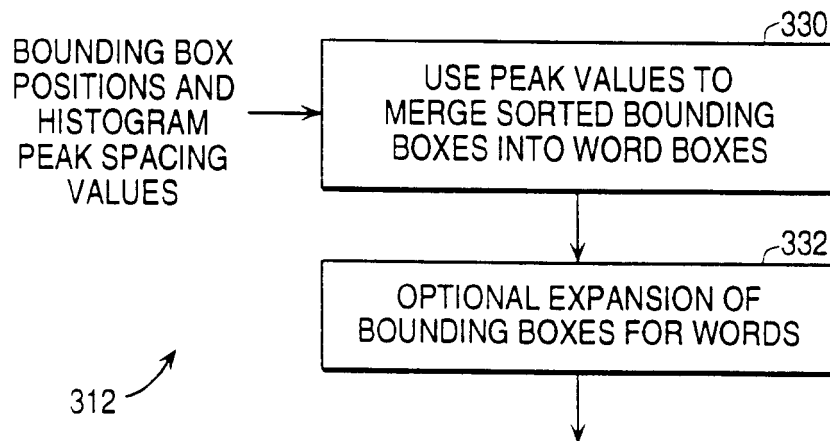 330
BOUNDING BOX
POSITIONS AND
HISTOGRAM
PEAK SPACING
VALUES
USE PEAK VALUES TO
MERGE SORTED BOUNDING
BOXES INTO WORD BOXES
332
OPTIONAL EXPANSION OF
BOUNDING BOXES FOR WORDS
312